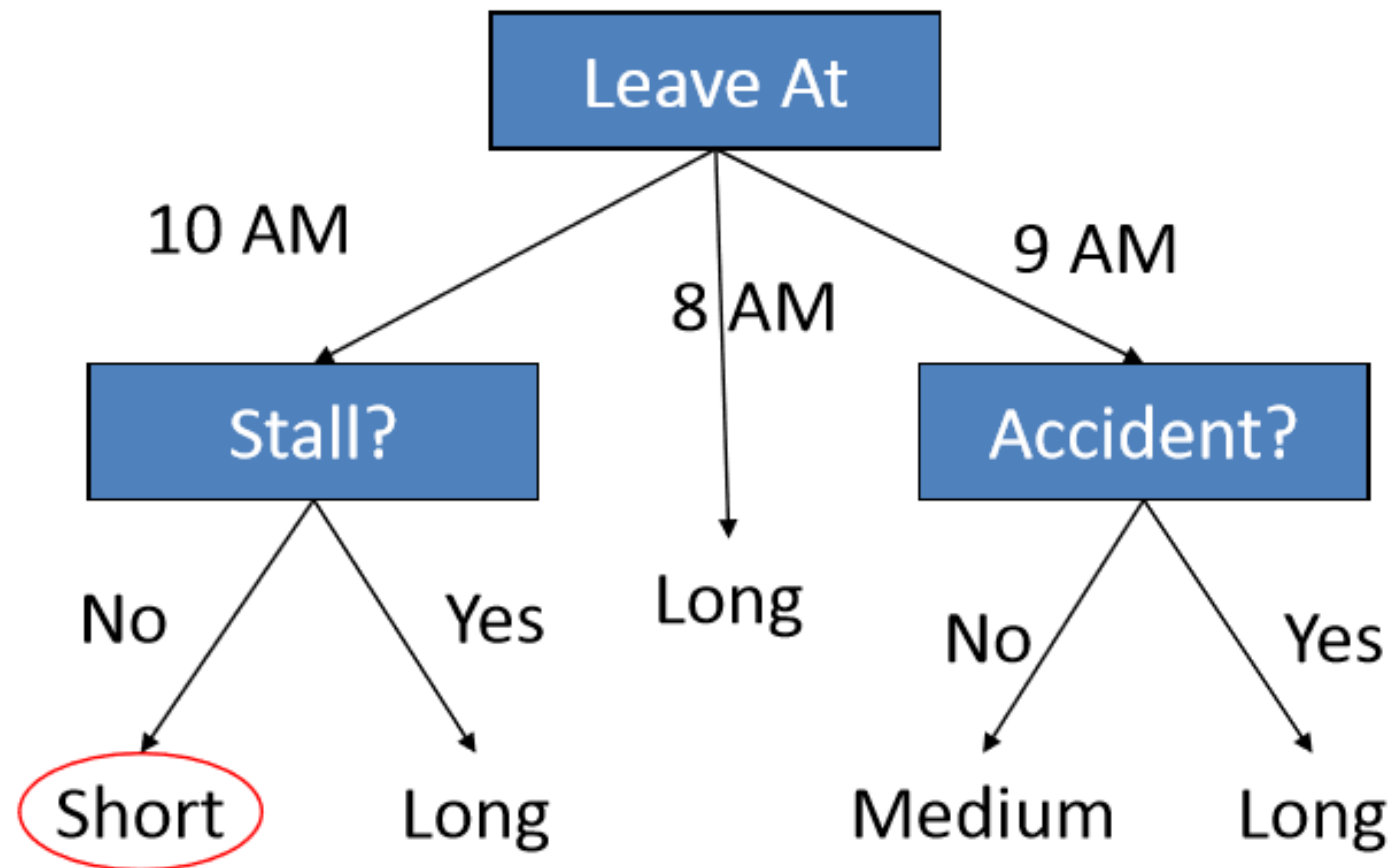 Leave At
10 AM
8 AM
9 AM
Stall?
Accident?
No
Yes
Long
No
Yes
Short
Long
Medium
Long